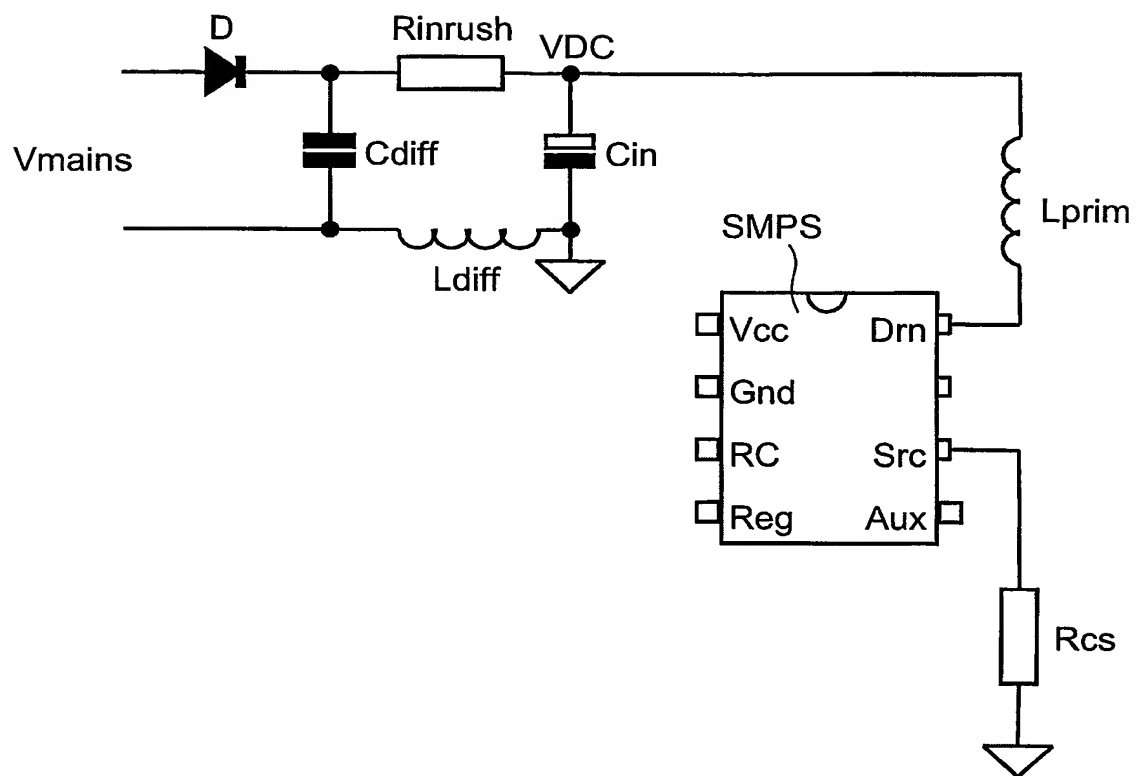 D
Rinrush
VDC
Vmains
Cdiff
Cin
Lprim
Ldiff
SMPS
Vcc
Drn
Gnd
RC
Src
Reg
Aux
Rcs